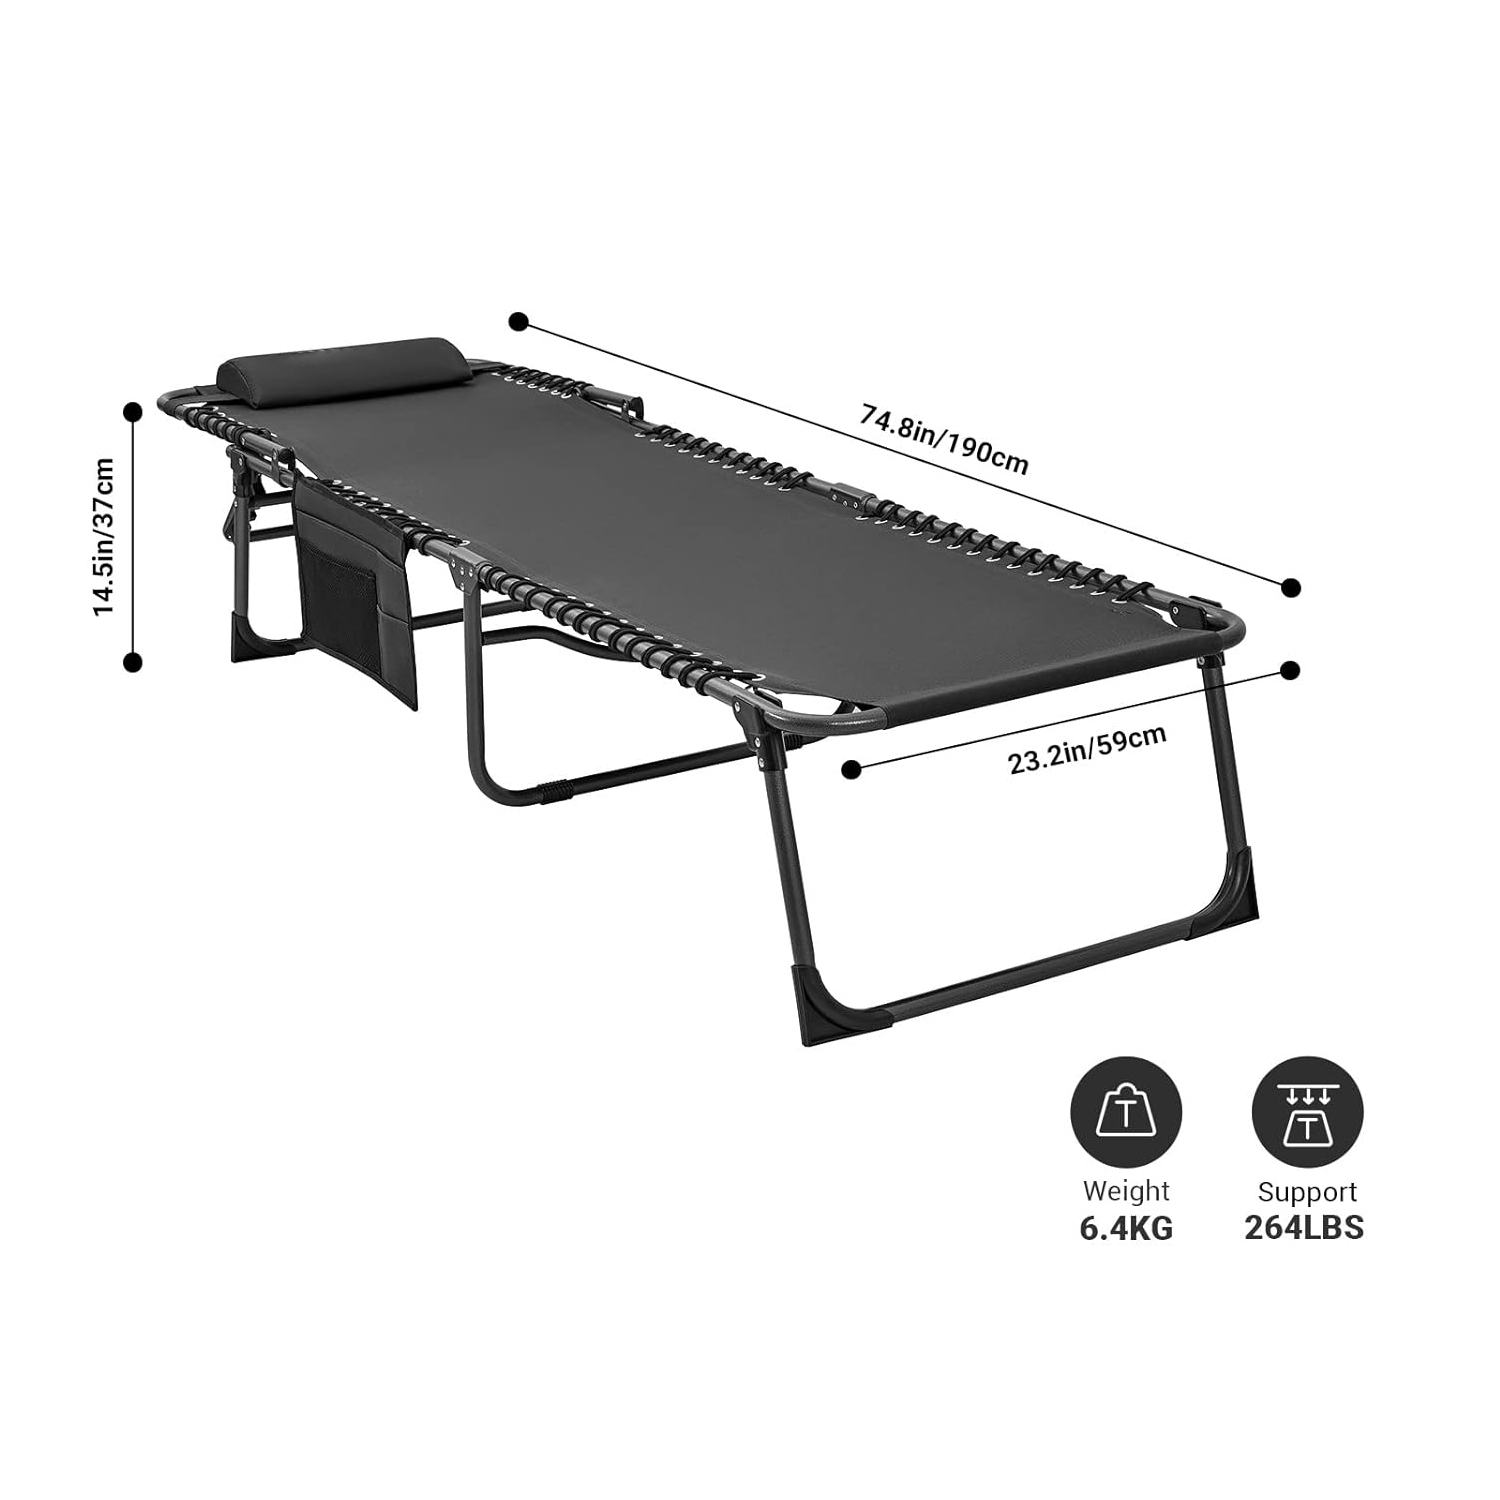 74.8in/190cm
14.5in/37cm
23.2in/59cm
T
T
Weight
6.4KG
Support
264LBS